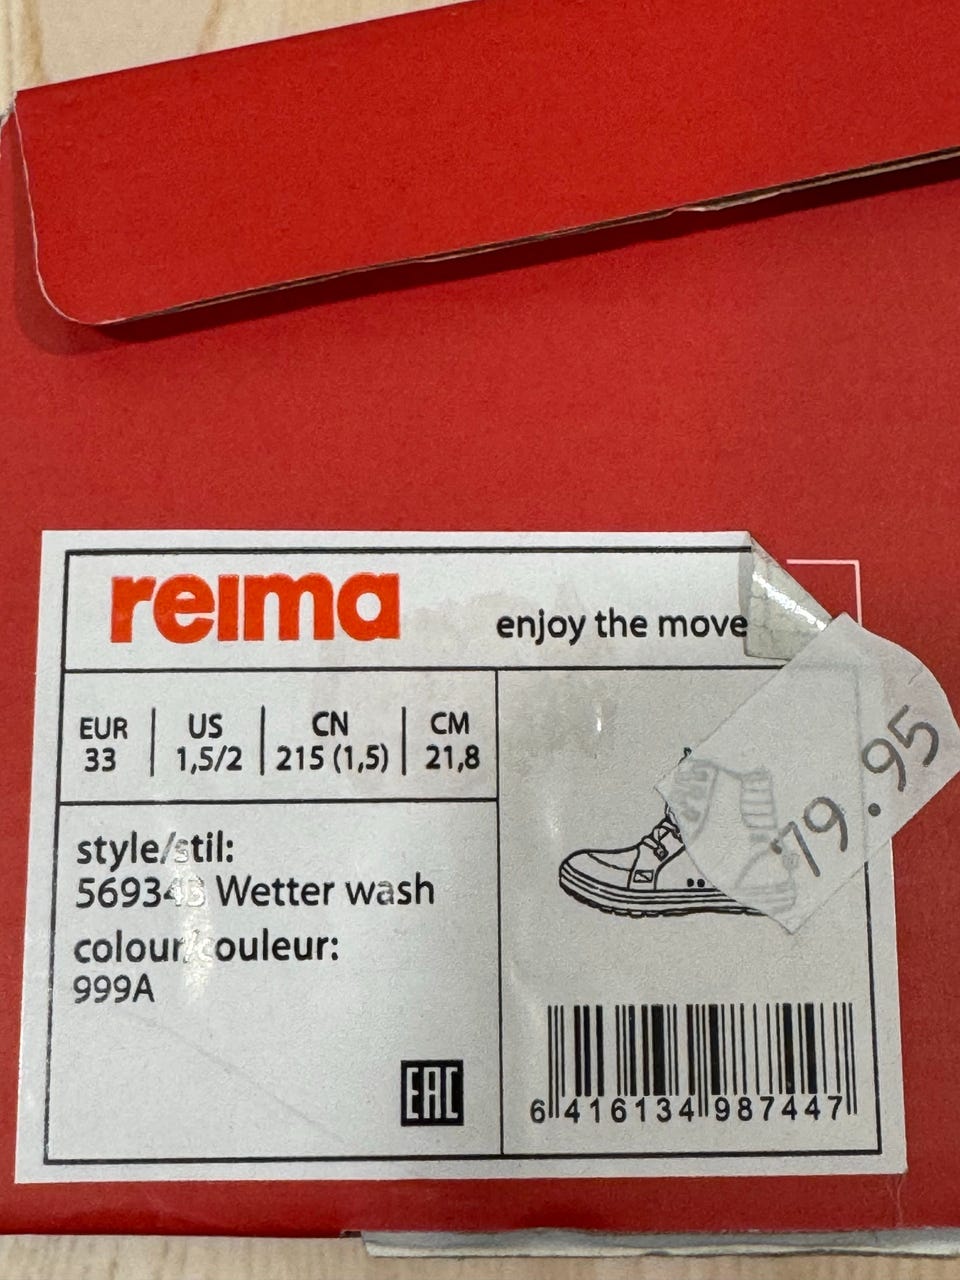 reima
enjoy the move
EUR
33
US
1,5/2
CN
215 (1,5)
CM
21,8
79.95
style/stil:
569343 Wetter wash
colour/couleur:
999A
EAC
6 416134 987447